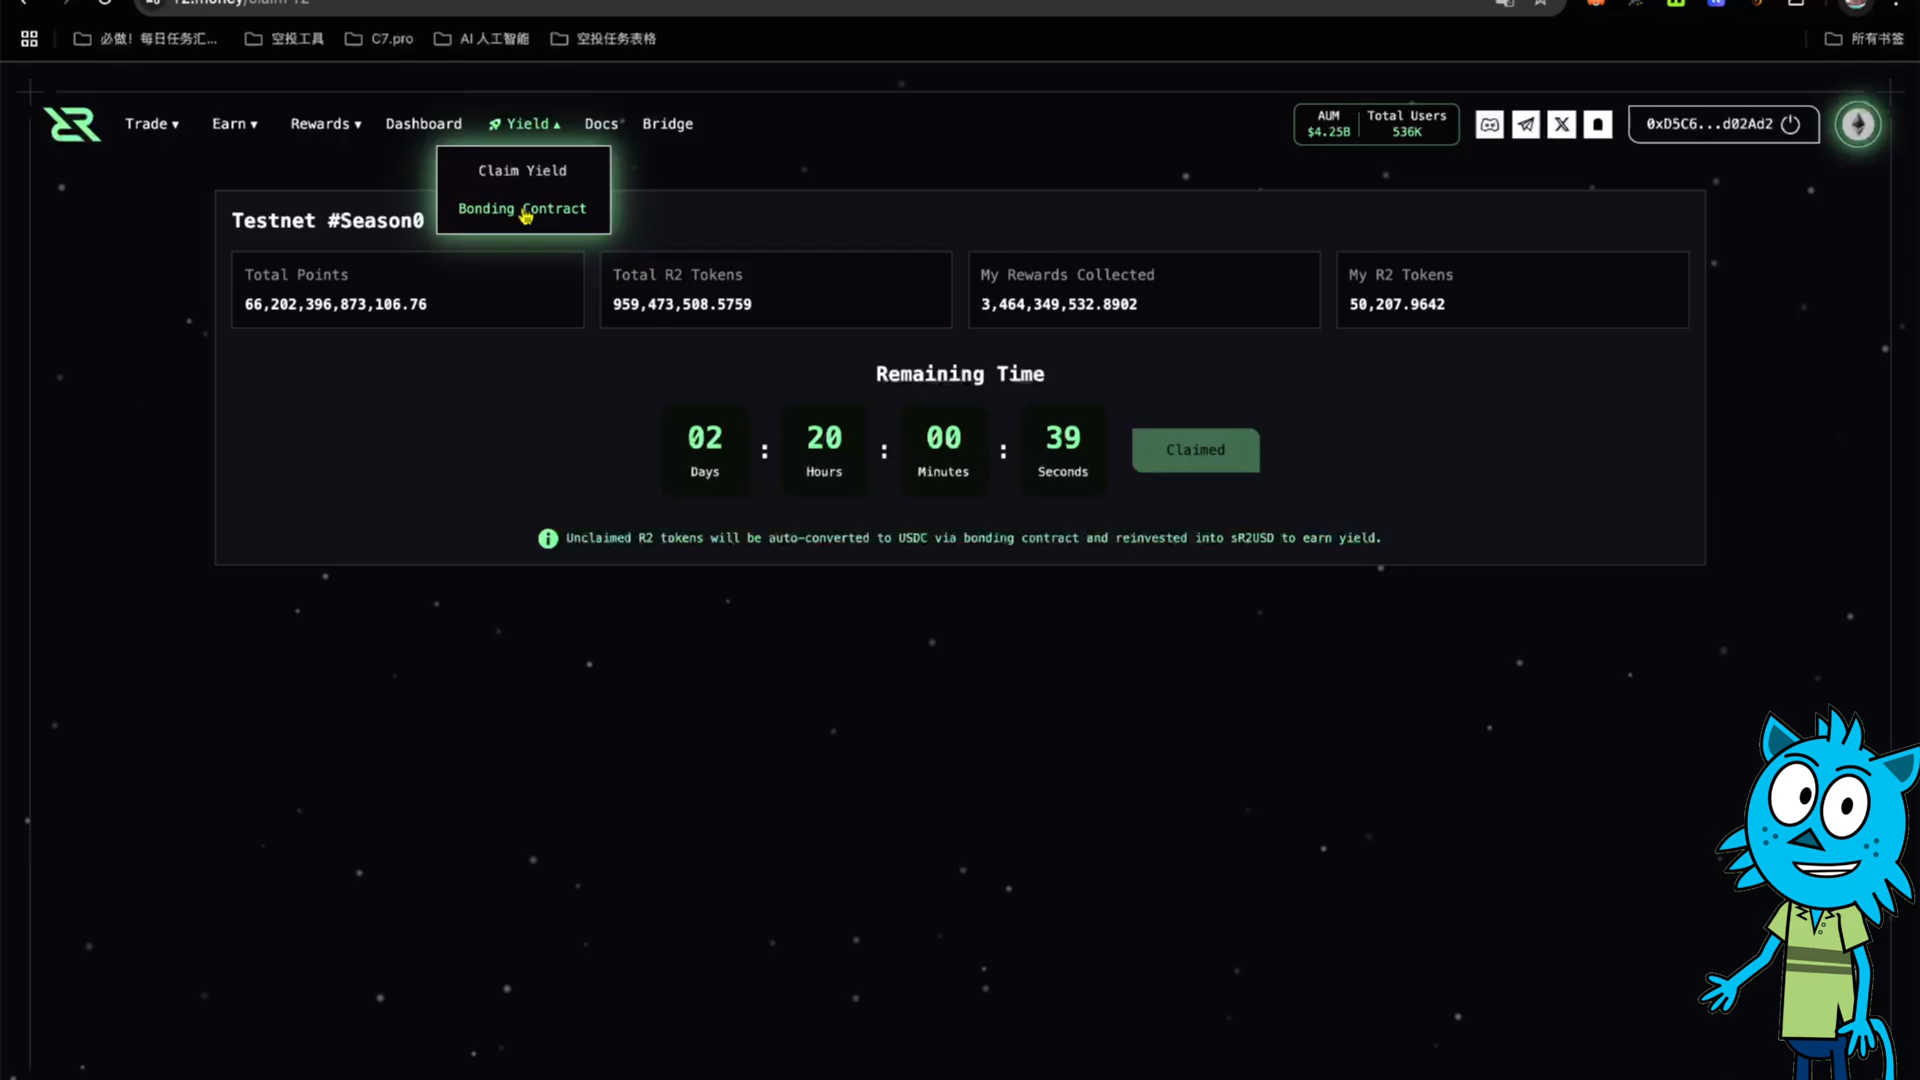 必做！每日任务汇...
空投工具
C7.pro
AI 人工智能
空投任务表格
所有书签
Trade ▾
Earn ▾
Rewards ▾
Dashboard
Yield ▴
Docs
Bridge
AUM
$4.25B
Total Users
536K
0xD5C6...d02Ad2
Claim Yield
Bonding Contract
Testnet #Season0
Total Points
66,202,396,873,106.76
Total R2 Tokens
959,473,508.5759
My Rewards Collected
3,464,349,532.8902
My R2 Tokens
50,207.9642
Remaining Time
02 : 20 : 00 : 39
Days Hours Minutes Seconds
Claimed
Unclaimed R2 tokens will be auto-converted to USDC via bonding contract and reinvested into sR2USD to earn yield.